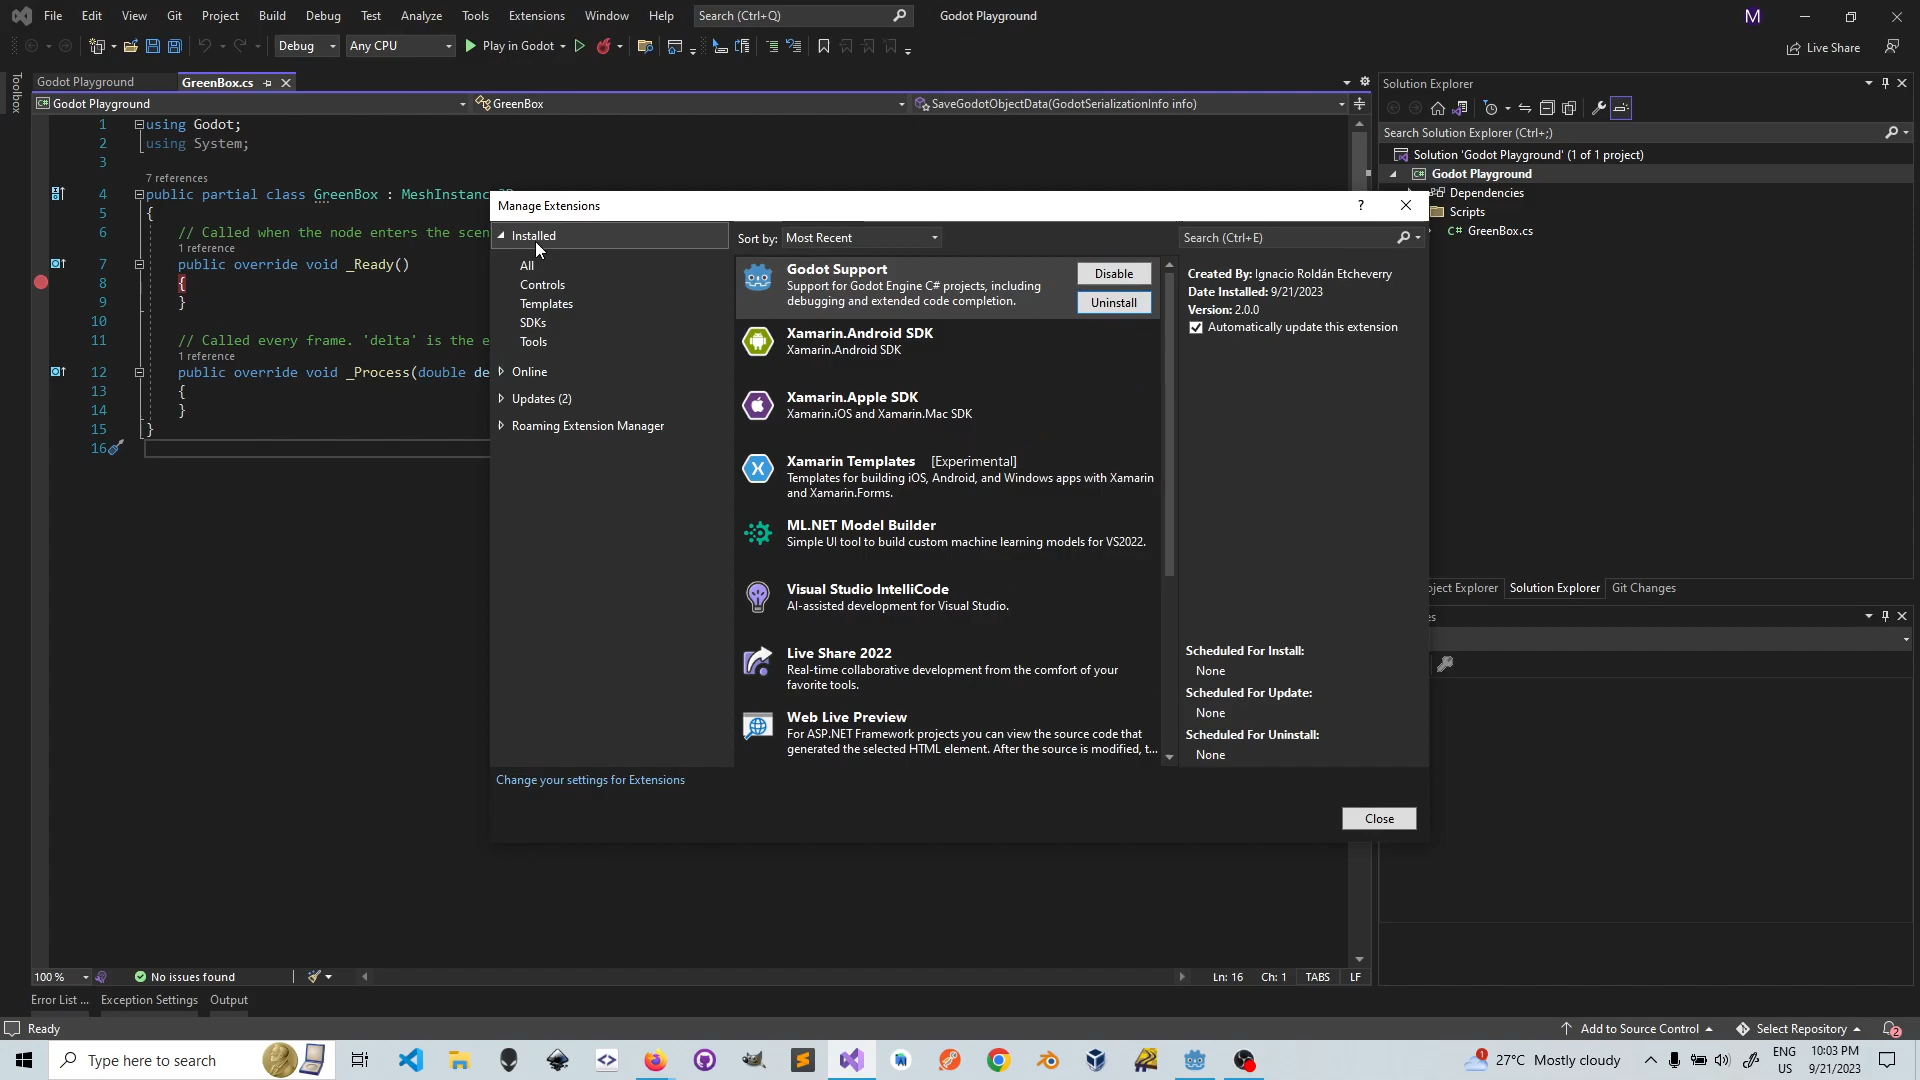 File Edit View Git Project Build Debug Test Analyze Tools Extensions Window Help Search (Ctrl+Q) Godot Playground M
Debug Any CPU Play in Godot Live Share
Toolbox
Godot Playground GreenBox.cs
Godot Playground GreenBox SaveGodotObjectData(GodotSerializationInfo info)
1 using Godot;
2 using System;
3
7 references
4 public partial class GreenBox : MeshInstance3D
5 {
6 // Called when the node enters the scen
1 reference
7 public override void _Ready()
8 {
9 }
10
11 // Called every frame. 'delta' is the e
1 reference
12 public override void _Process(double de
13 {
14 }
15 }
16
Manage Extensions
Installed
All
Controls
Templates
SDKs
Tools
Online
Updates (2)
Roaming Extension Manager
Change your settings for Extensions
Sort by: Most Recent
Godot Support
Support for Godot Engine C# projects, including
debugging and extended code completion.
Disable
Uninstall
Xamarin.Android SDK
Xamarin.Android SDK
Xamarin.Apple SDK
Xamarin.iOS and Xamarin.Mac SDK
Xamarin Templates [Experimental]
Templates for building iOS, Android, and Windows apps with Xamarin
and Xamarin.Forms.
ML.NET Model Builder
Simple UI tool to build custom machine learning models for VS2022.
Visual Studio IntelliCode
AI-assisted development for Visual Studio.
Live Share 2022
Real-time collaborative development from the comfort of your
favorite tools.
Web Live Preview
For ASP.NET Framework projects you can view the source code that
generated the selected HTML element. After the source is modified, t...
Search (Ctrl+E)
Created By: Ignacio Roldán Etcheverry
Date Installed: 9/21/2023
Version: 2.0.0
Automatically update this extension
Scheduled For Install:
None
Scheduled For Update:
None
Scheduled For Uninstall:
None
Close
Solution Explorer
Search Solution Explorer (Ctrl+;)
Solution 'Godot Playground' (1 of 1 project)
C# Godot Playground
Dependencies
Scripts
C# GreenBox.cs
ject Explorer Solution Explorer Git Changes
es
100 % No issues found Ln: 16 Ch: 1 TABS LF
Error List ... Exception Settings Output
Ready Add to Source Control Select Repository 2
Type here to search 1 27°C Mostly cloudy ENG 10:03 PM
US 9/21/2023